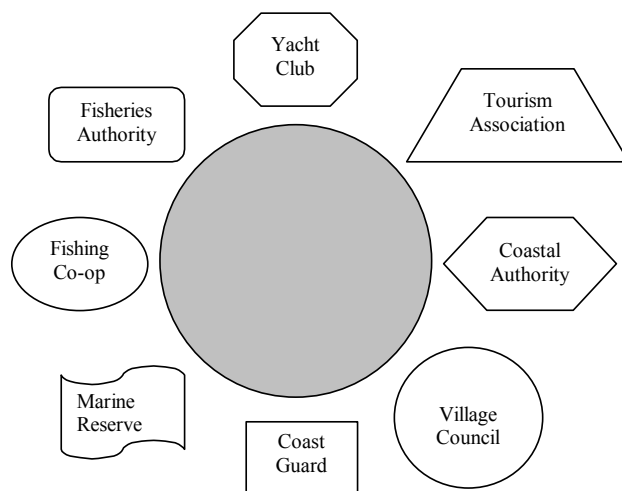 Yacht
Club
Tourism
Association
Fisheries
Authority
Fishing
Co-op
Coastal
Authority
Marine
Reserve
Coast
Guard
Village
Council